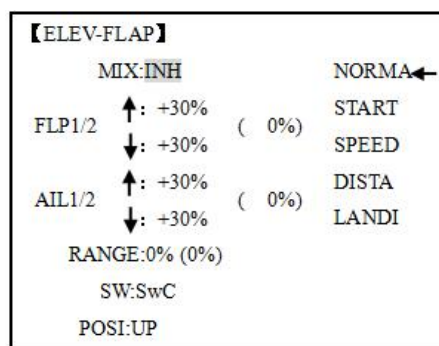 【ELEV-FLAP】
MIX:INH NORMA←
↑: +30% START
FLP1/2 ( 0%)
↓: +30% SPEED
↑: +30% DISTA
AIL1/2 ( 0%)
↓: +30% LANDI
RANGE:0% (0%)
SW:SwC
POSI:UP